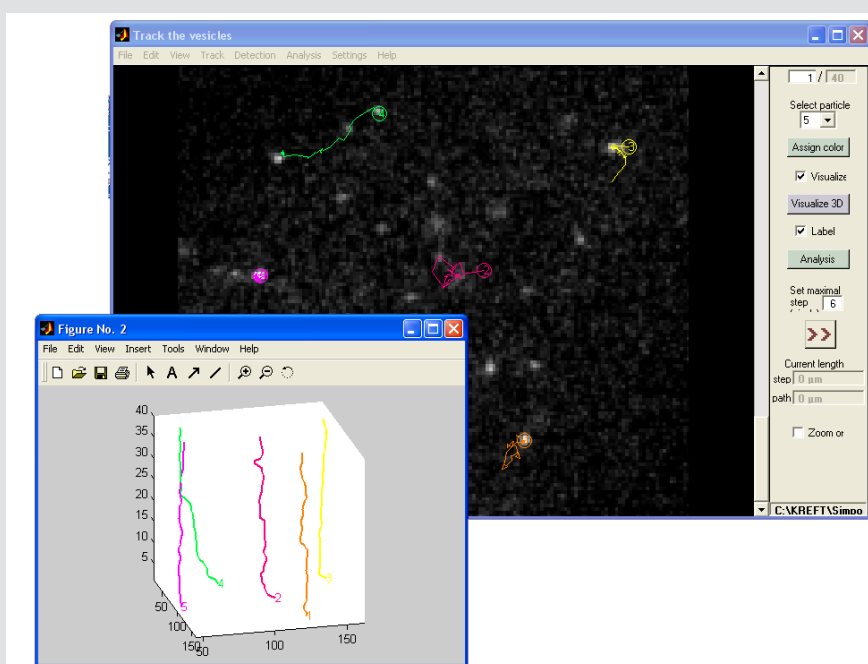 Track the vesicles
File Edit View Track Detection Analysis Settings Help
1 / 40
Select particle
5
Assign color
Visualize
Visualize 3D
Label
Analysis
Set maximal
step 6
>>
Current length
step 0 µm
path 0 µm
Zoom or
C:\KREFT\Simpo
4
3
2
Figure No. 2
File Edit View Insert Tools Window Help
A
40
35
30
25
20
15
10
5
50
100
150
50
100
150
5
4
2
1
3